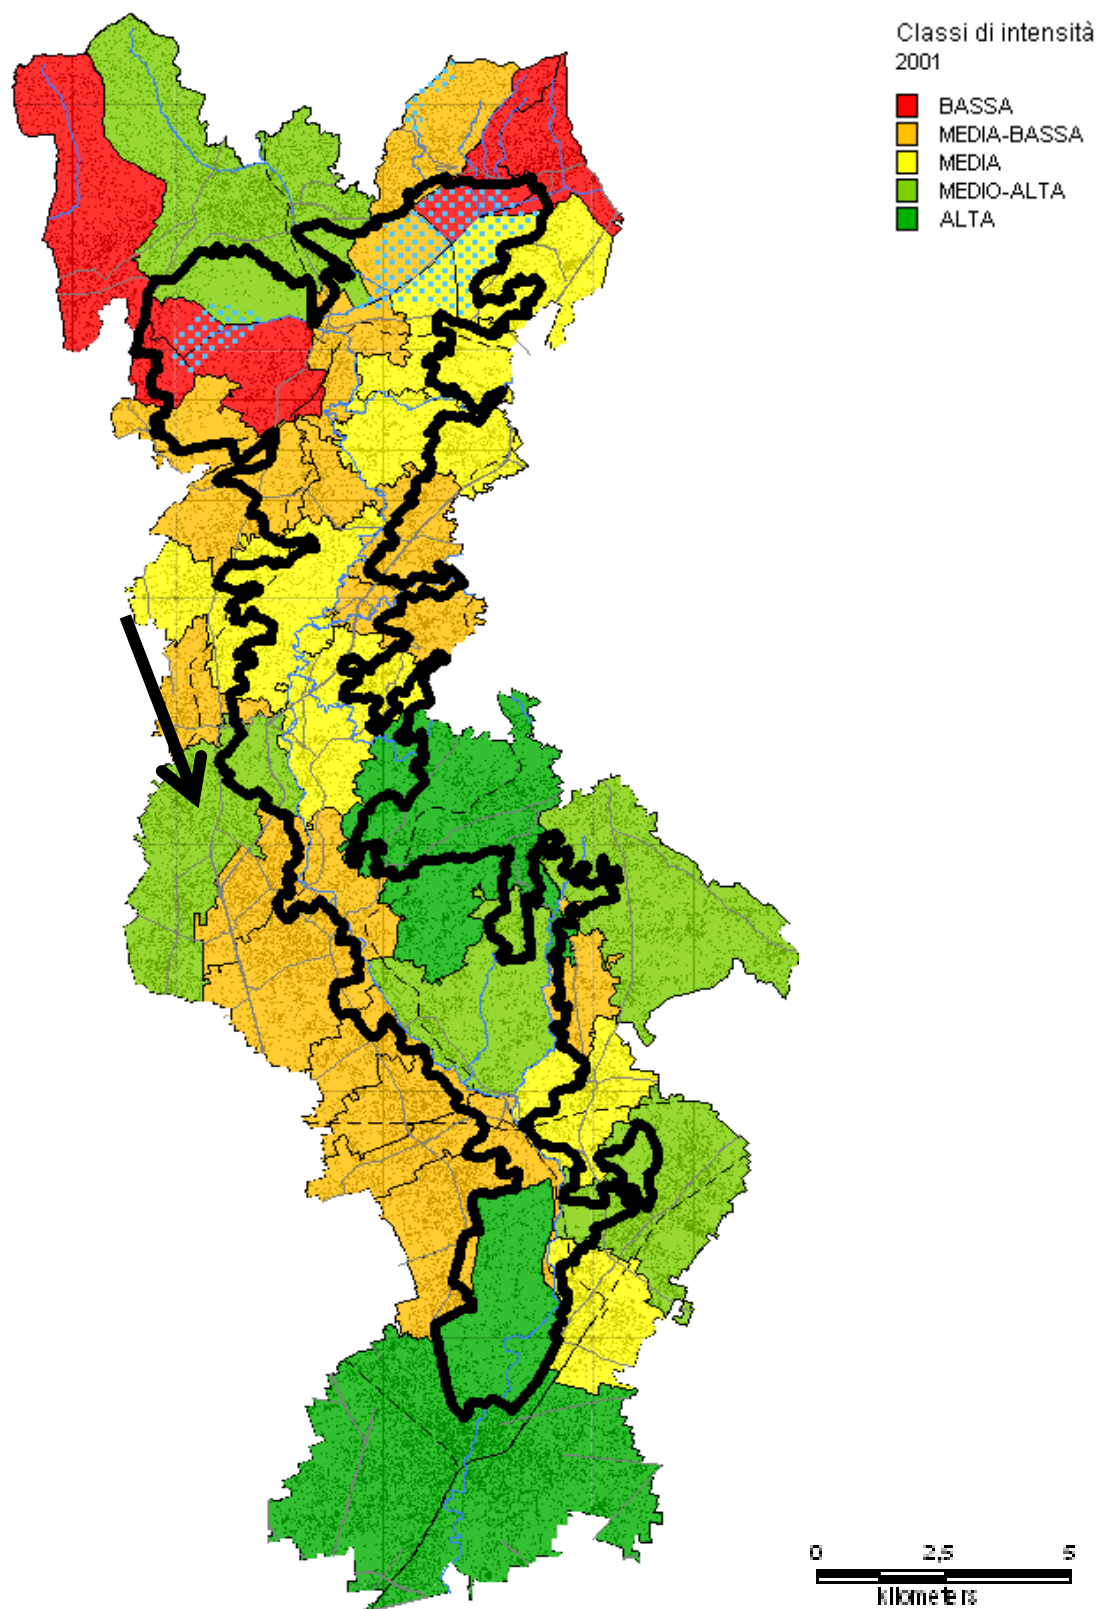 Classi di intensità
2001
BASSA
MEDIA-BASSA
MEDIA
MEDIO-ALTA
ALTA
0 2,5 5
kilometers